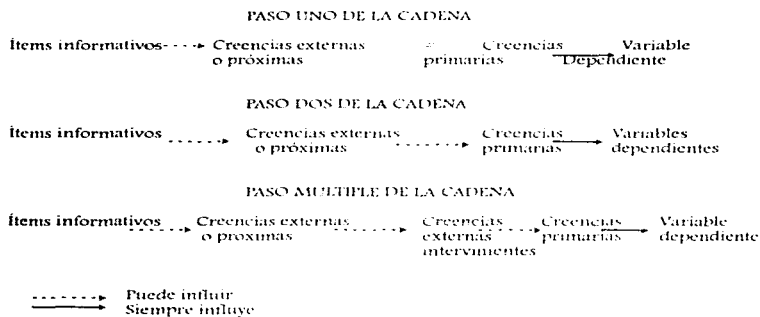 PASO UNO DE LA CADENA
Ítems informativos Creencias externas = Creencias Variable
o próximas primarias Dependiente
PASO DOS DE LA CADENA
Ítems informativos Creencias externas Creencias Variables
o próximas primarias dependientes
PASO MULTIPLE DE LA CADENA
Ítems informativos Creencias externas Creencias Creencias Variable
o proximas externas primarias dependiente
intervinientes
Puede influir
Siempre influye